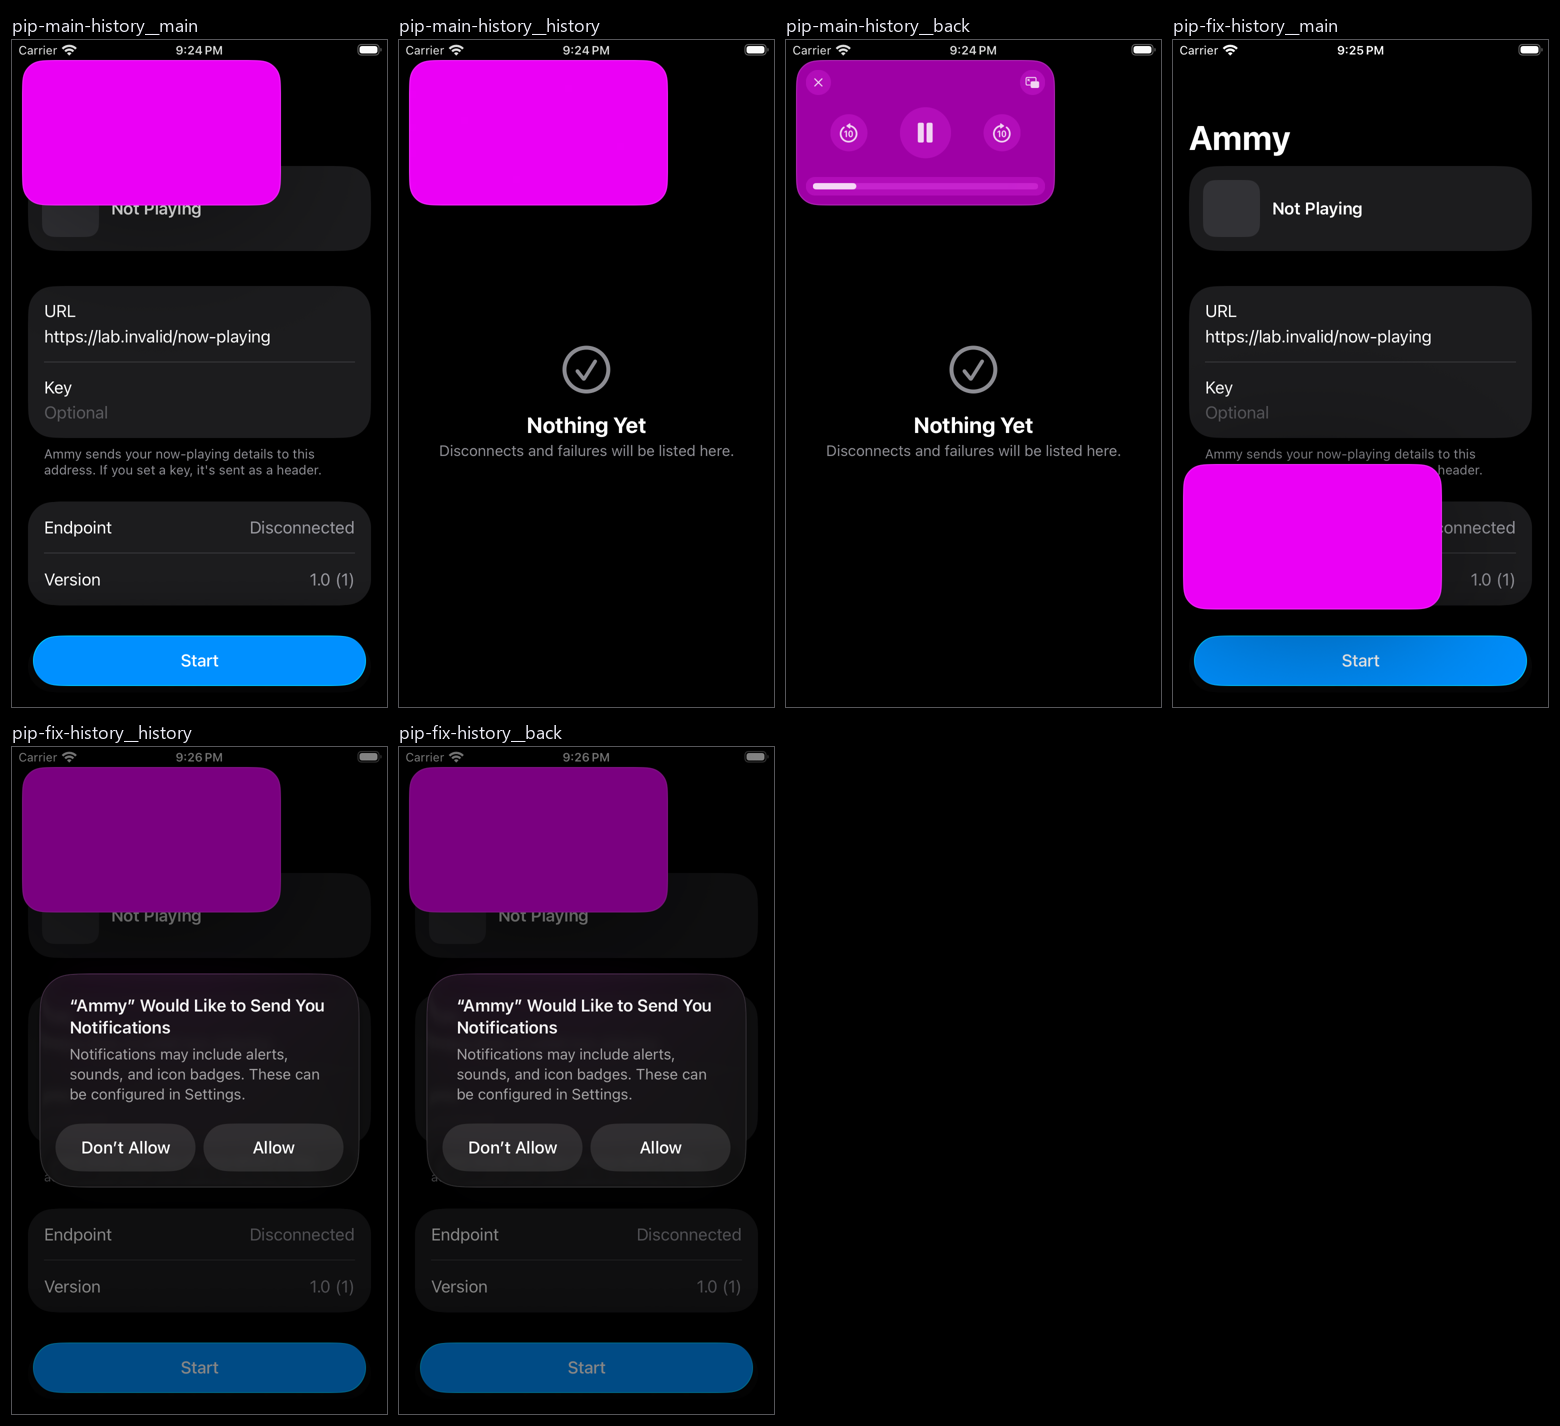 pip-main-history__main
Carrier 9:24 PM
Not Playing
URL
https://lab.invalid/now-playing
Key
Optional
Ammy sends your now-playing details to this
address. If you set a key, it's sent as a header.
Endpoint Disconnected
Version 1.0 (1)
Start
pip-main-history__history
Carrier 9:24 PM
Nothing Yet
Disconnects and failures will be listed here.
pip-main-history__back
Carrier 9:24 PM
10 10
Nothing Yet
Disconnects and failures will be listed here.
pip-fix-history__main
Carrier 9:25 PM
Ammy
Not Playing
URL
https://lab.invalid/now-playing
Key
Optional
Ammy sends your now-playing details to this
header.
connected
1.0 (1)
Start
pip-fix-history__history
Carrier 9:26 PM
Not Playing
“Ammy” Would Like to Send You
Notifications
Notifications may include alerts,
sounds, and icon badges. These can
be configured in Settings.
Don’t Allow Allow
Endpoint Disconnected
Version 1.0 (1)
Start
pip-fix-history__back
Carrier 9:26 PM
Not Playing
“Ammy” Would Like to Send You
Notifications
Notifications may include alerts,
sounds, and icon badges. These can
be configured in Settings.
Don’t Allow Allow
Endpoint Disconnected
Version 1.0 (1)
Start